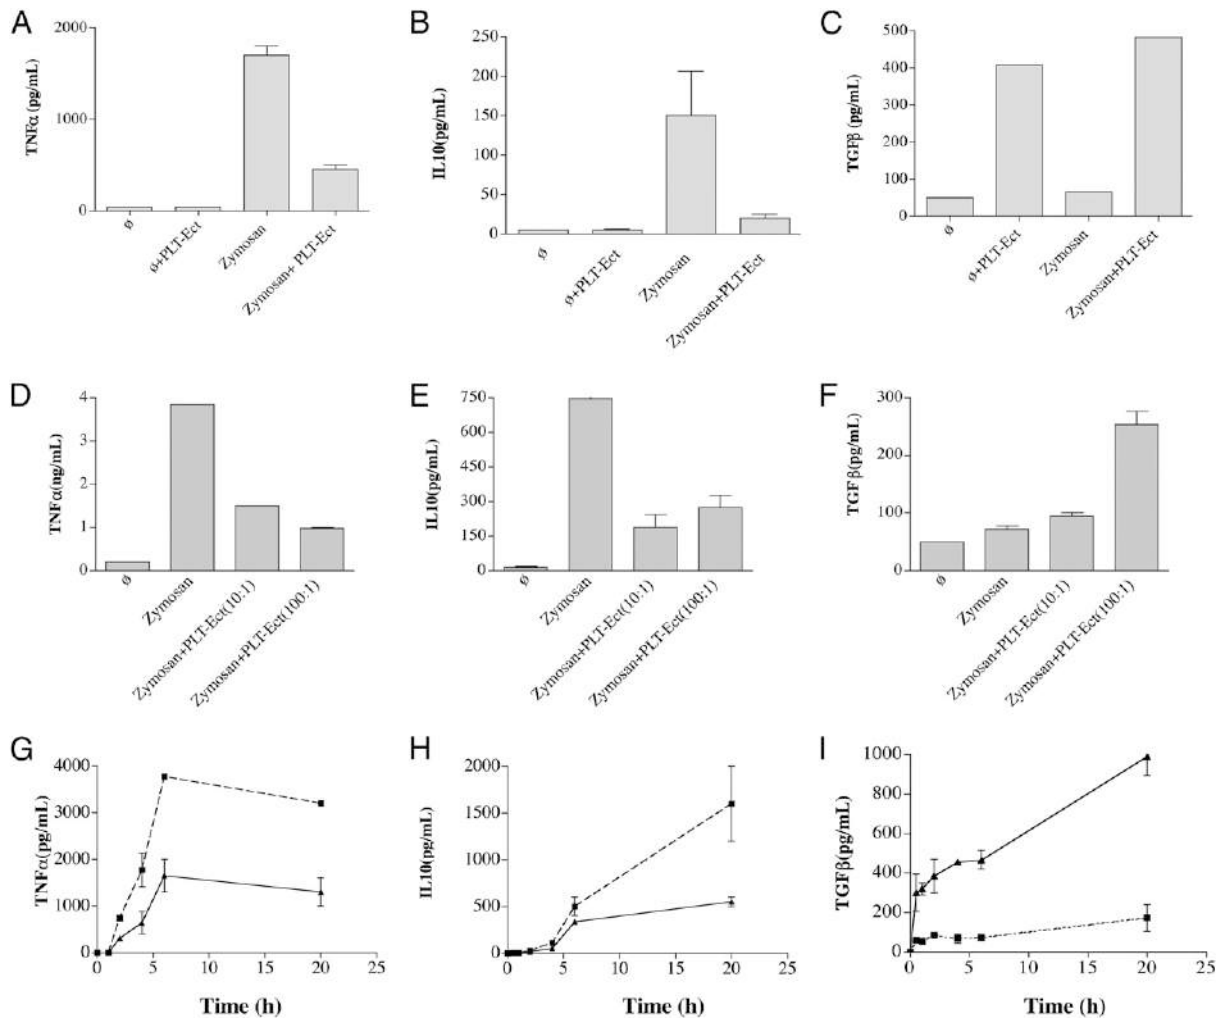 A
TNFα (pg/mL)
2000
1000
0
ø
ø+PLT-Ect
Zymosan
Zymosan+ PLT-Ect
B
IL10(pg/mL)
250
200
150
100
50
0
ø
ø+PLT-Ect
Zymosan
Zymosan+PLT-Ect
C
TGFβ (pg/mL)
500
400
300
200
100
0
ø
ø+PLT-Ect
Zymosan
Zymosan+PLT-Ect
D
TNFα(ng/mL)
4
3
2
1
0
ø
Zymosan
Zymosan+PLT-Ect(10:1)
Zymosan+PLT-Ect(100:1)
E
IL10(pg/mL)
750
600
450
300
150
0
ø
Zymosan
Zymosan+PLT-Ect(10:1)
Zymosan+PLT-Ect(100:1)
F
TGF β(pg/mL)
300
200
100
0
ø
Zymosan
Zymosan+PLT-Ect(10:1)
Zymosan+PLT-Ect(100:1)
G
TNFα(pg/mL)
4000
3000
2000
1000
0
0 5 10 15 20 25
Time (h)
H
IL10(pg/mL)
2000
1500
1000
500
0
0 5 10 15 20 25
Time (h)
I
TGFβ(pg/mL)
1000
800
600
400
200
0
0 5 10 15 20 25
Time (h)